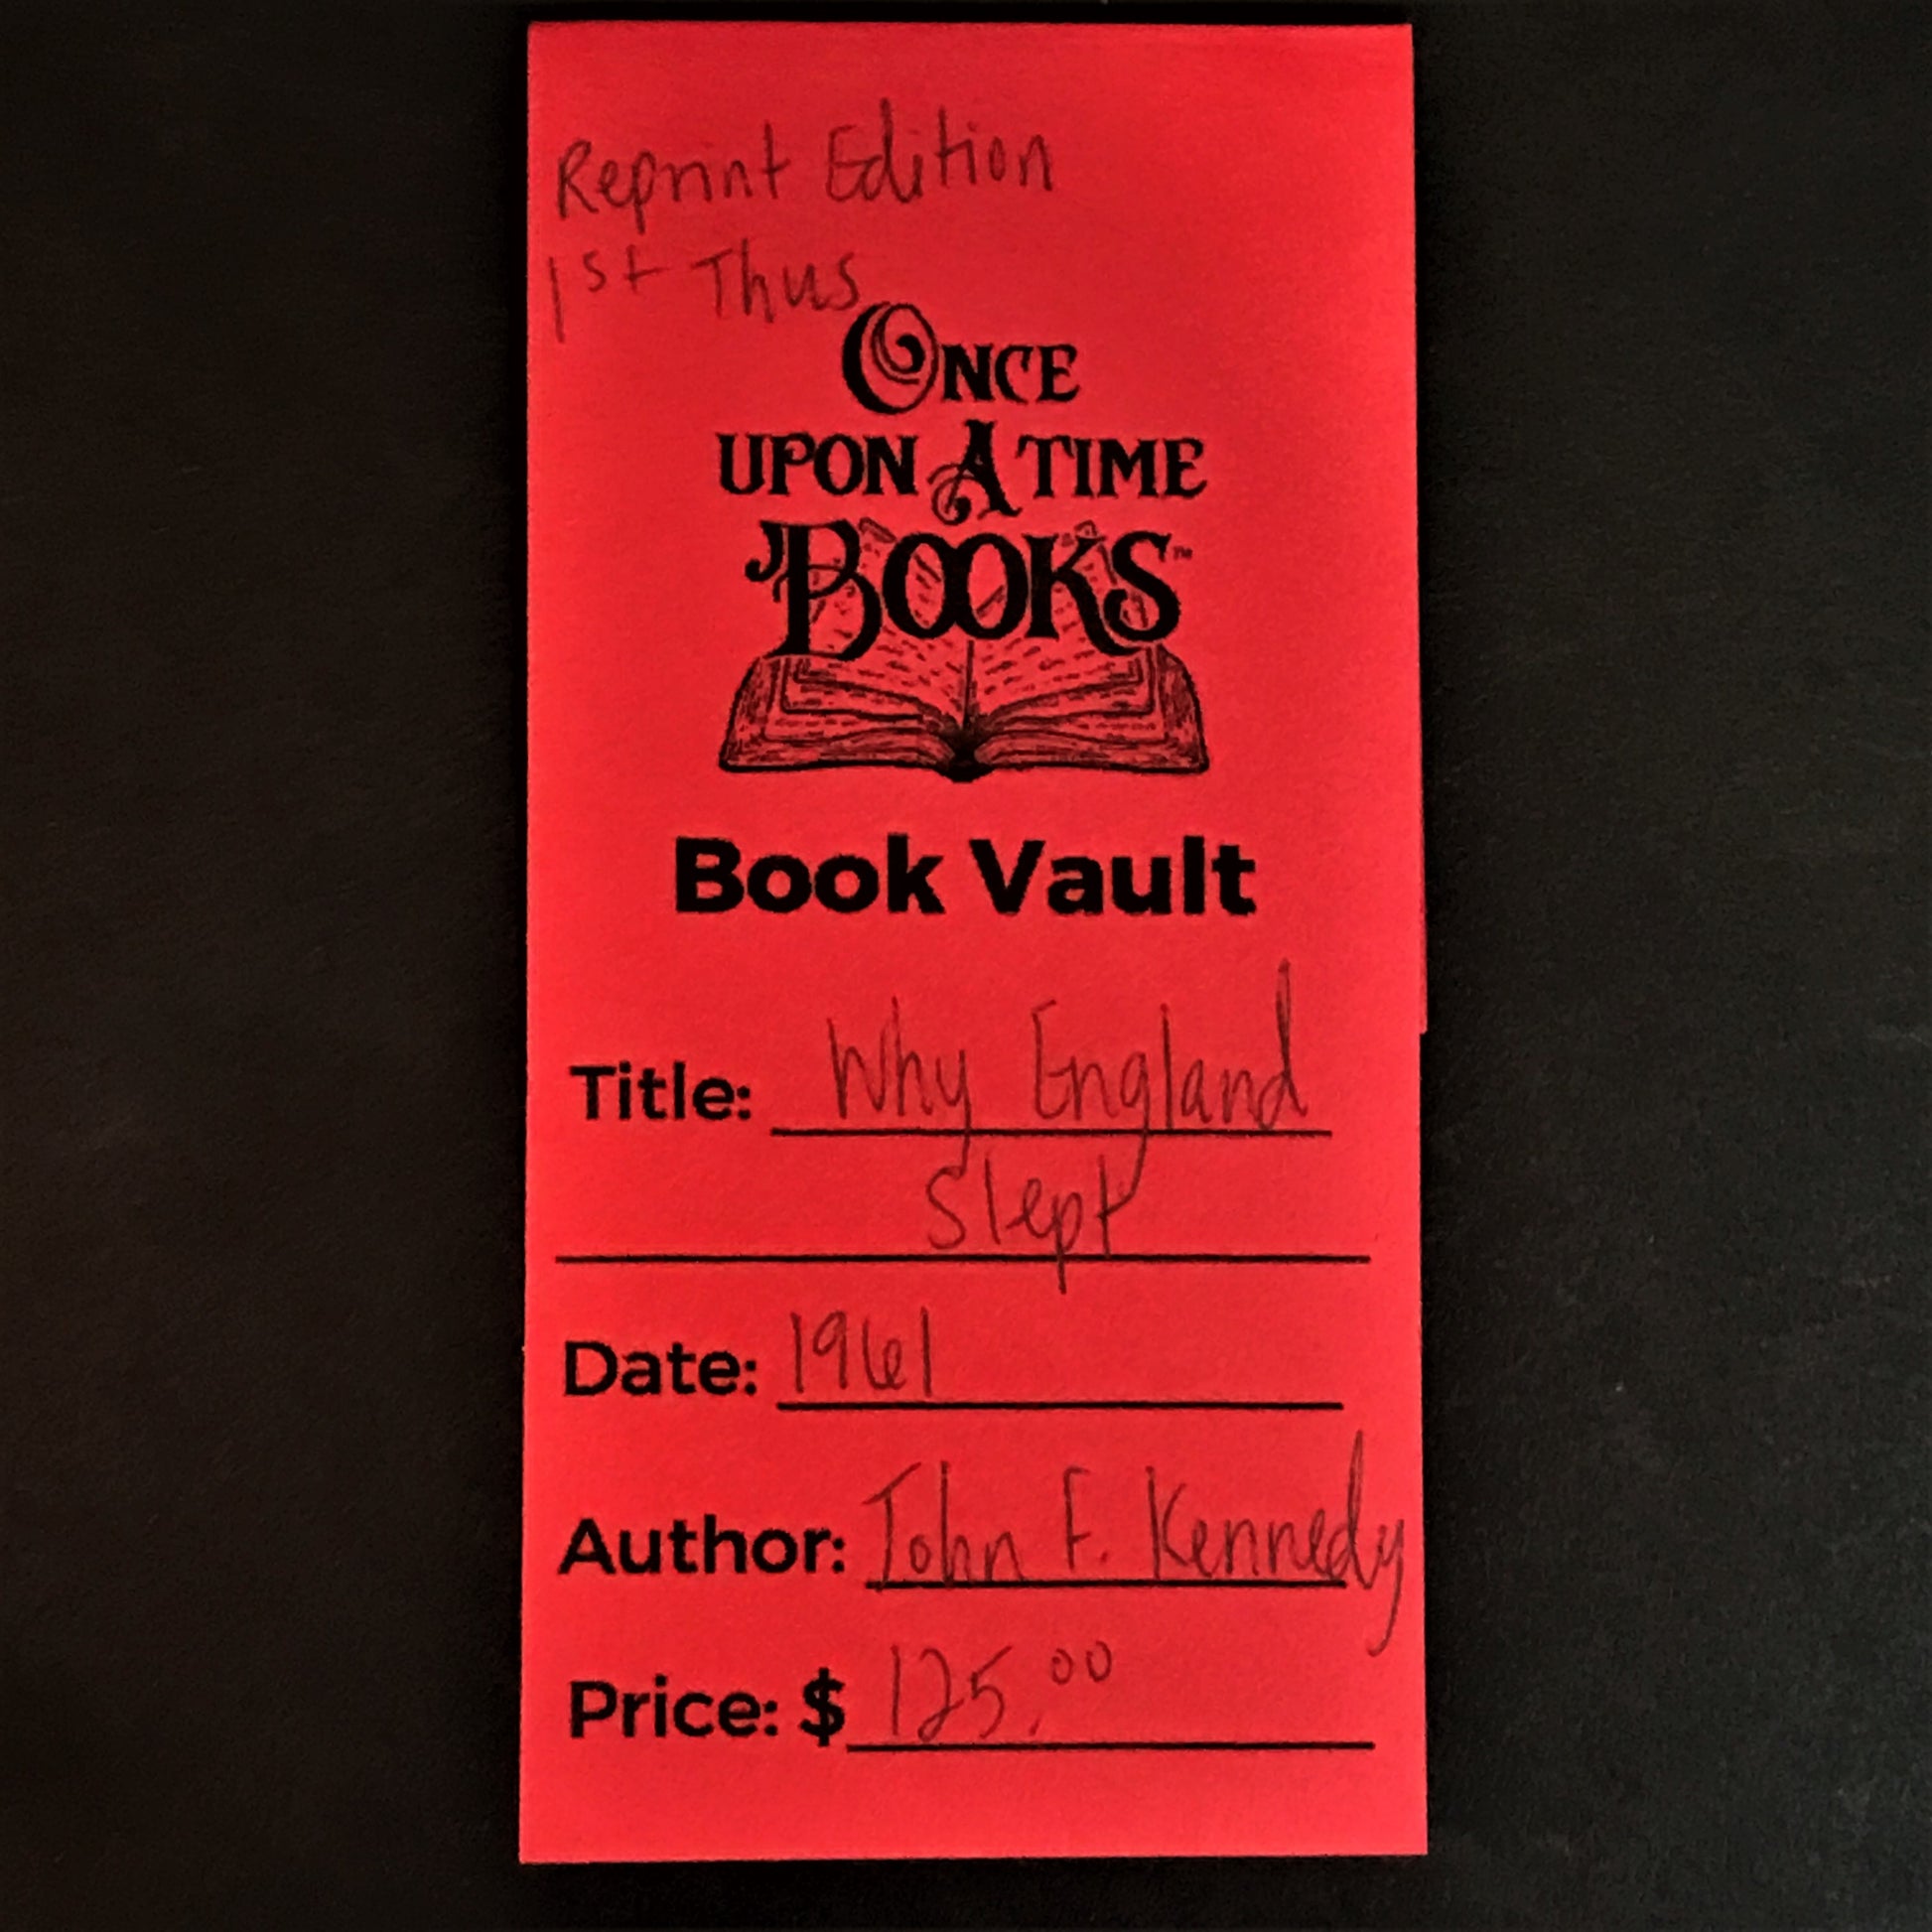 Reprint Edition
1st Thus
ONCE
UPON A TIME
BOOKS™
Book Vault
Title: Why England
Slept
Date: 1961
Author: John F. Kennedy
Price: $ 125.00